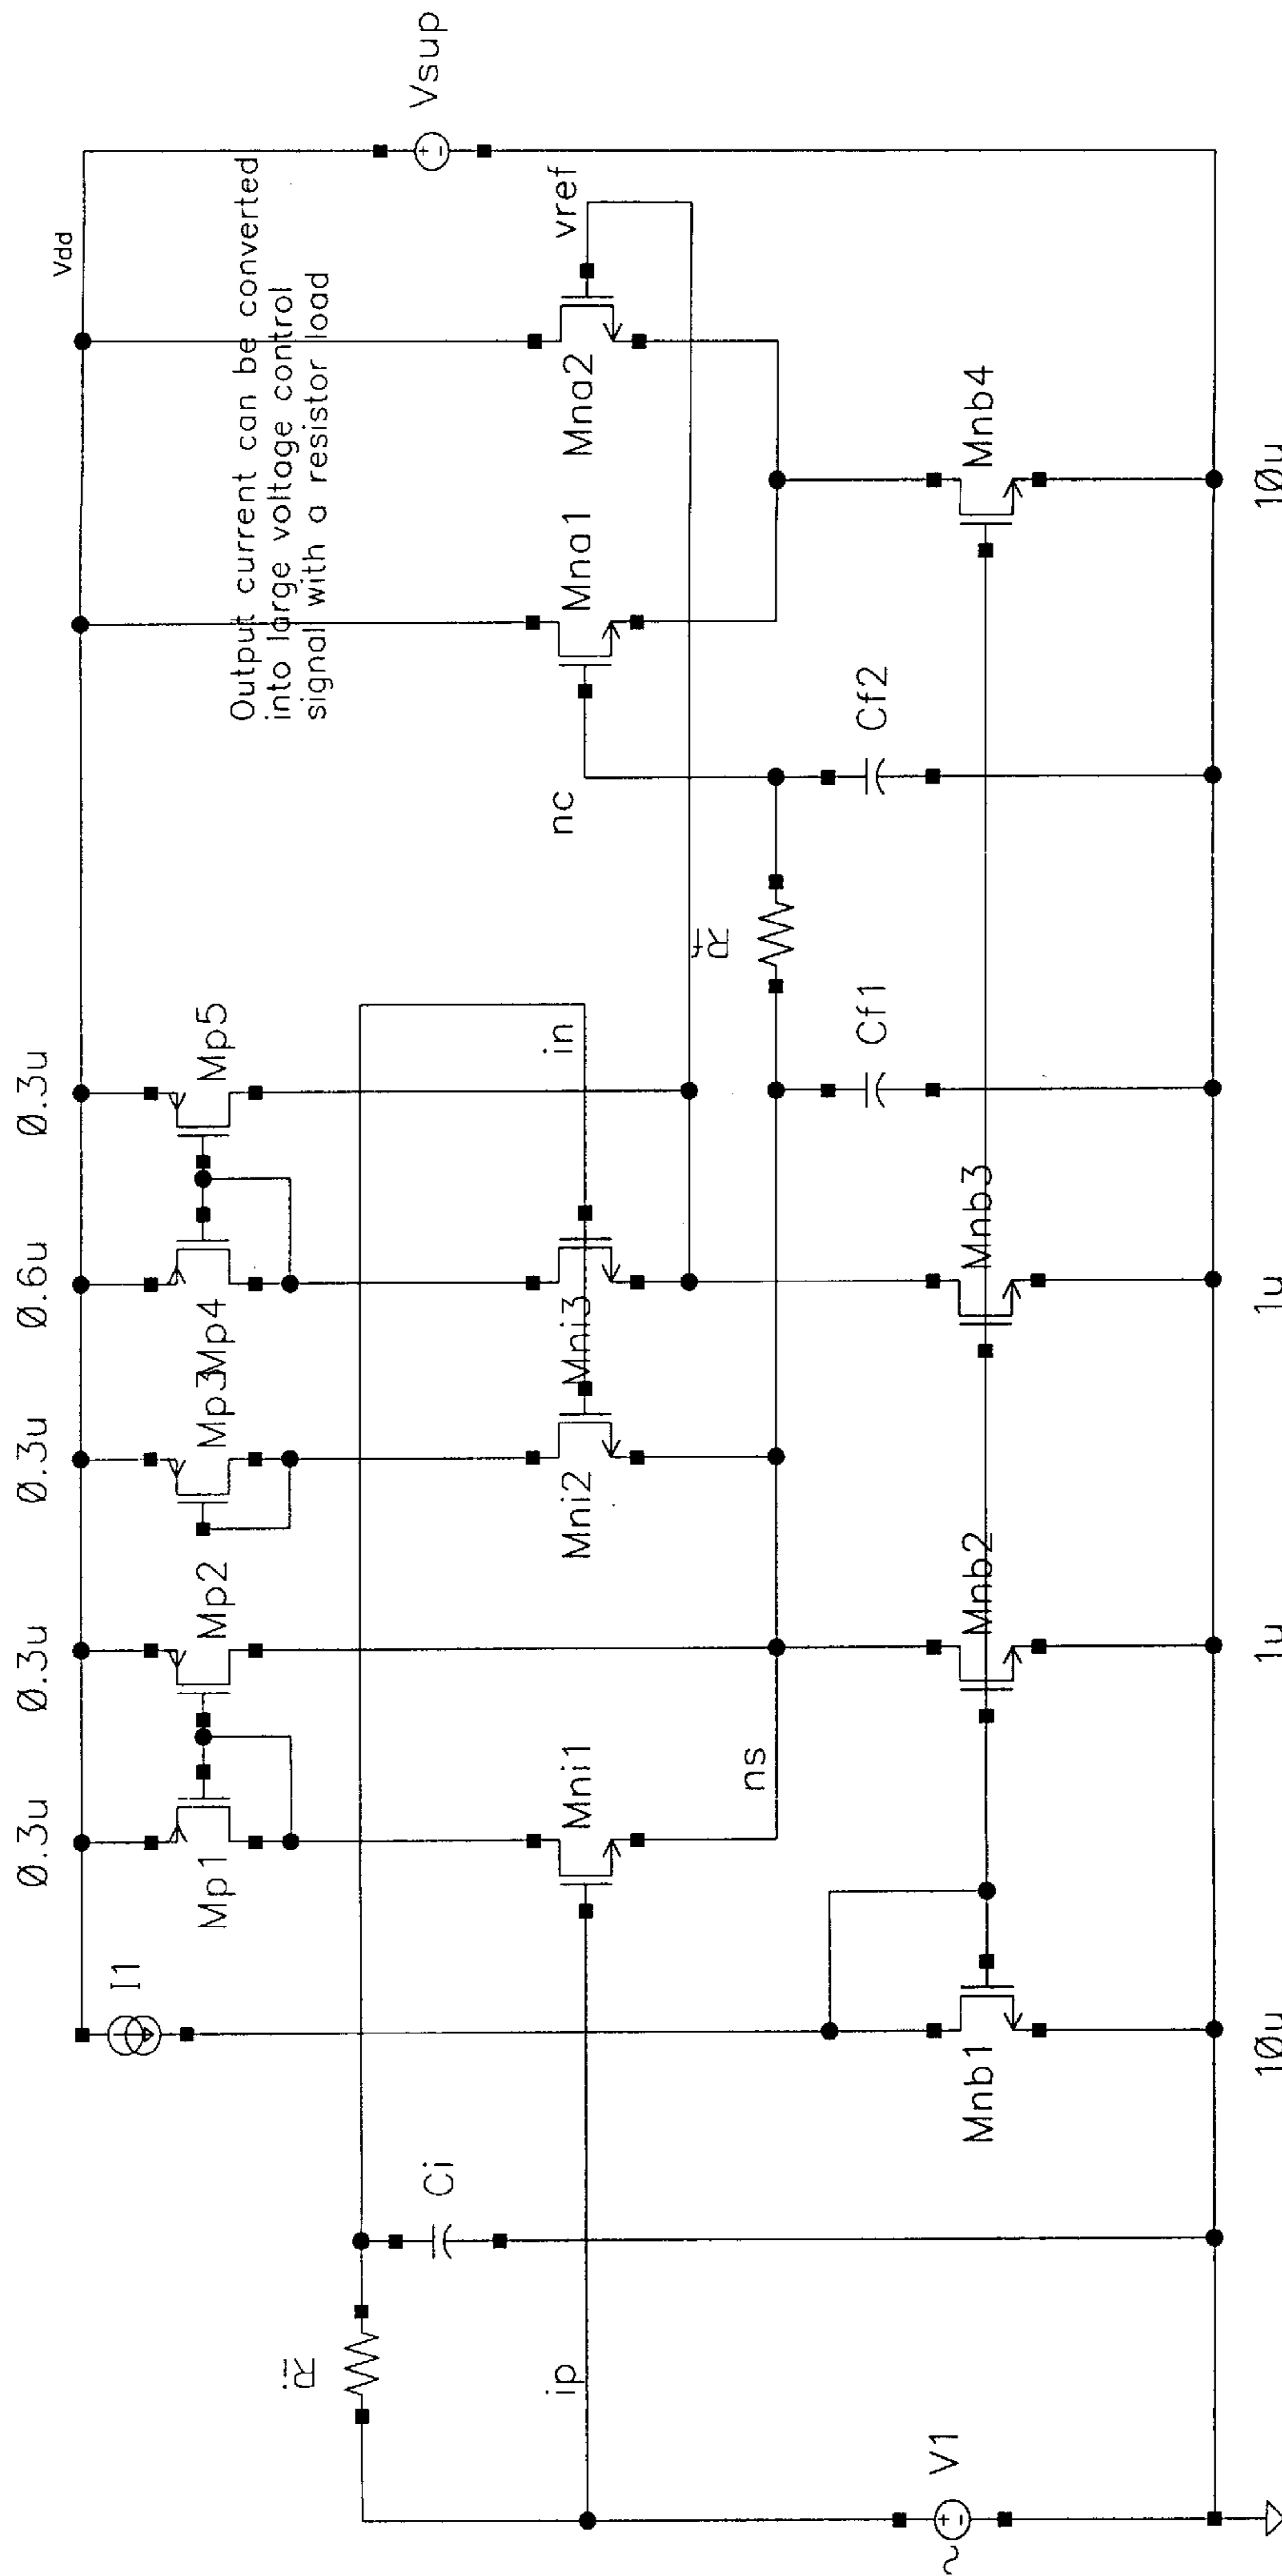 0.3u
0.3u
0.3u
0.6u
0.3u
Vdd
Output current can be converted
into large voltage control
signal with a resistor load
I1
Mp1
Mp2
Mp3
Mp4
Mp5
Vsup
Ri
Ci
ip
Mni1
Mni2
Mni3
in
nc
Mna1
Mna2
vref
ns
Rf
Cf1
Cf2
V1
~
Mnb1
Mnb2
Mnb3
Mnb4
10u
1u
1u
10u